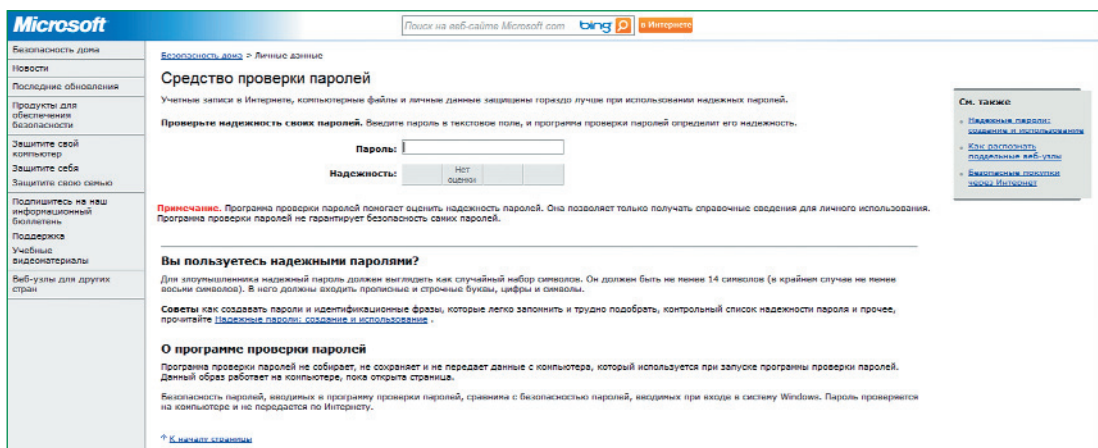 Microsoft
Поиск на веб-сайте Microsoft com
bing
в Интернете
Безопасность дома
Новости
Последние обновления
Продукты для
обеспечения
безопасности
Защитите свой
компьютер
Защитите себя
Защитите свою семью
Подпишитесь на наш
информационный
бюллетень
Поддержка
Учебные
видеоматериалы
Веб-узлы для других
стран
Безопасность дома > Личные данные
Средство проверки паролей
Учетные записи в Интернете, компьютерные файлы и личные данные защищены гораздо лучше при использовании надежных паролей.
Проверьте надежность своих паролей. Введите пароль в текстовое поле, и программа проверки паролей определит его надежность.
Пароль:
Надежность:
Нет
оценки
Примечание. Программа проверки паролей помогает оценить надежность паролей. Она позволяет только получать справочные сведения для личного использования.
Программа проверки паролей не гарантирует безопасность самих паролей.
Вы пользуетесь надежными паролями?
Для злоумышленника надежный пароль должен выглядеть как случайный набор символов. Он должен быть не менее 14 символов (в крайнем случае не менее
восьми символов). В него должны входить прописные и строчные буквы, цифры и символы.
Советы как создавать пароли и идентификационные фразы, которые легко запомнить и трудно подобрать, контрольный список надежности пароля и прочее,
прочитайте Надежные пароли: создание и использование .
О программе проверки паролей
Программа проверки паролей не собирает, не сохраняет и не передает данные с компьютера, который используется при запуске программы проверки паролей.
Данный образ работает на компьютере, пока открыта страница.
Безопасность паролей, вводимых в программу проверки паролей, сравнима с безопасностью паролей, вводимых при входе в систему Windows. Пароль проверяется
на компьютере и не передается по Интернету.
К началу страницы
См. также
Надежные пароли:
создание и использование
Как распознать
поддельные веб-узлы
Безопасные покупки
через Интернет